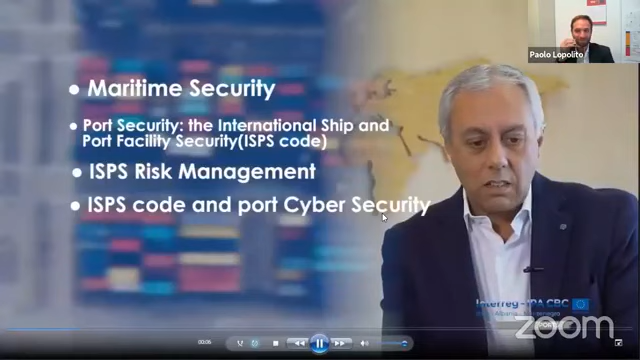 Paolo Lopolito
● Maritime Security
● Port Security: the International Ship and
Port Facility Security(ISPS code)
● ISPS Risk Management
● ISPS code and port Cyber Security
Interreg - IPA CBC
zoom
00:06